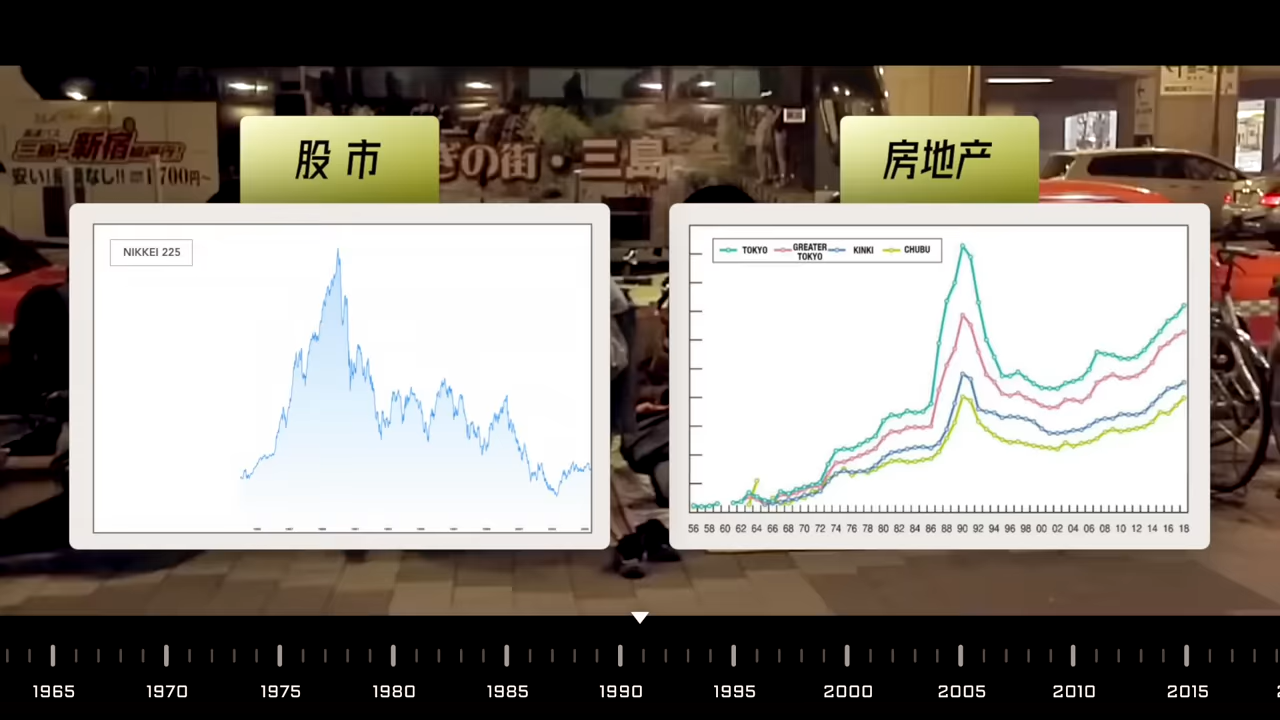 新宿
三島
安い!
なし!! 1700円~
ぎの街・三島
股市
房地产
NIKKEI 225
TOKYO GREATER TOKYO KINKI CHUBU
56 58 60 62 64 66 68 70 72 74 76 78 80 82 84 86 88 90 92 94 96 98 00 02 04 06 08 10 12 14 16 18
1965 1970 1975 1980 1985 1990 1995 2000 2005 2010 2015